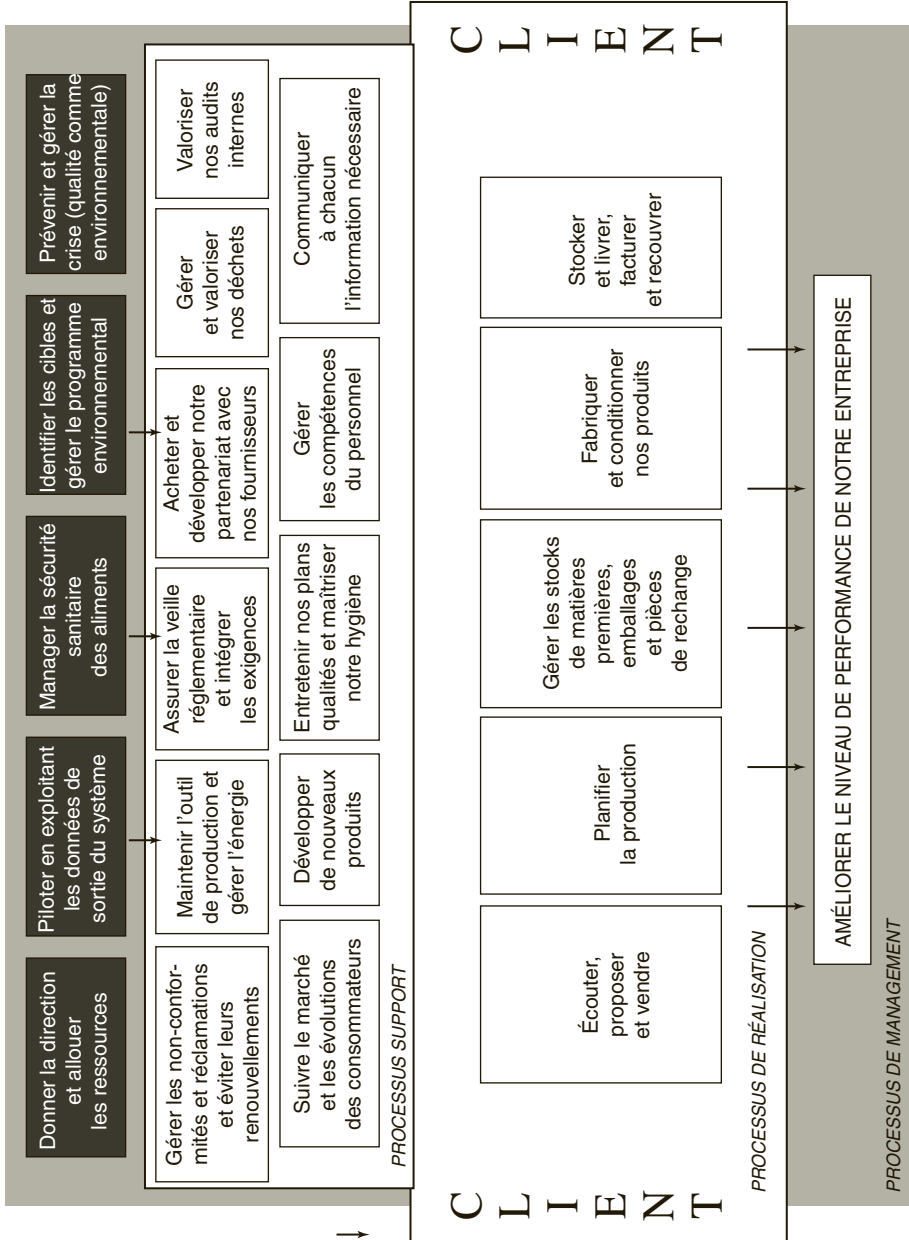 Donner la direction
et allouer
les ressources
Piloter en exploitant
les données de
sortie du système
Manager la sécurité
sanitaire
des aliments
Identifier les cibles et
gérer le programme
environnemental
Prévenir et gérer la
crise (qualité comme
environnementale)
Gérer les non-confor-
mités et réclamations
et éviter leurs
renouvellements
Maintenir l'outil
de production et
gérer l'énergie
Assurer la veille
réglementaire
et intégrer
les exigences
Acheter et
développer notre
partenariat avec
nos fournisseurs
Gérer
et valoriser
nos déchets
Valoriser
nos audits
internes
Suivre le marché
et les évolutions
des consommateurs
Développer
de nouveaux
produits
Entretenir nos plans
qualités et maîtriser
notre hygiène
Gérer
les compétences
du personnel
Communiquer
à chacun
l'information nécessaire
PROCESSUS SUPPORT
CLIENT
Écouter,
proposer
et vendre
Planifier
la production
Gérer les stocks
de matières
premières,
emballages
et pièces
de rechange
Fabriquer
et conditionner
nos produits
Stocker
et livrer,
facturer
et recouvrer
CLIENT
PROCESSUS DE RÉALISATION
AMÉLIORER LE NIVEAU DE PERFORMANCE DE NOTRE ENTREPRISE
PROCESSUS DE MANAGEMENT